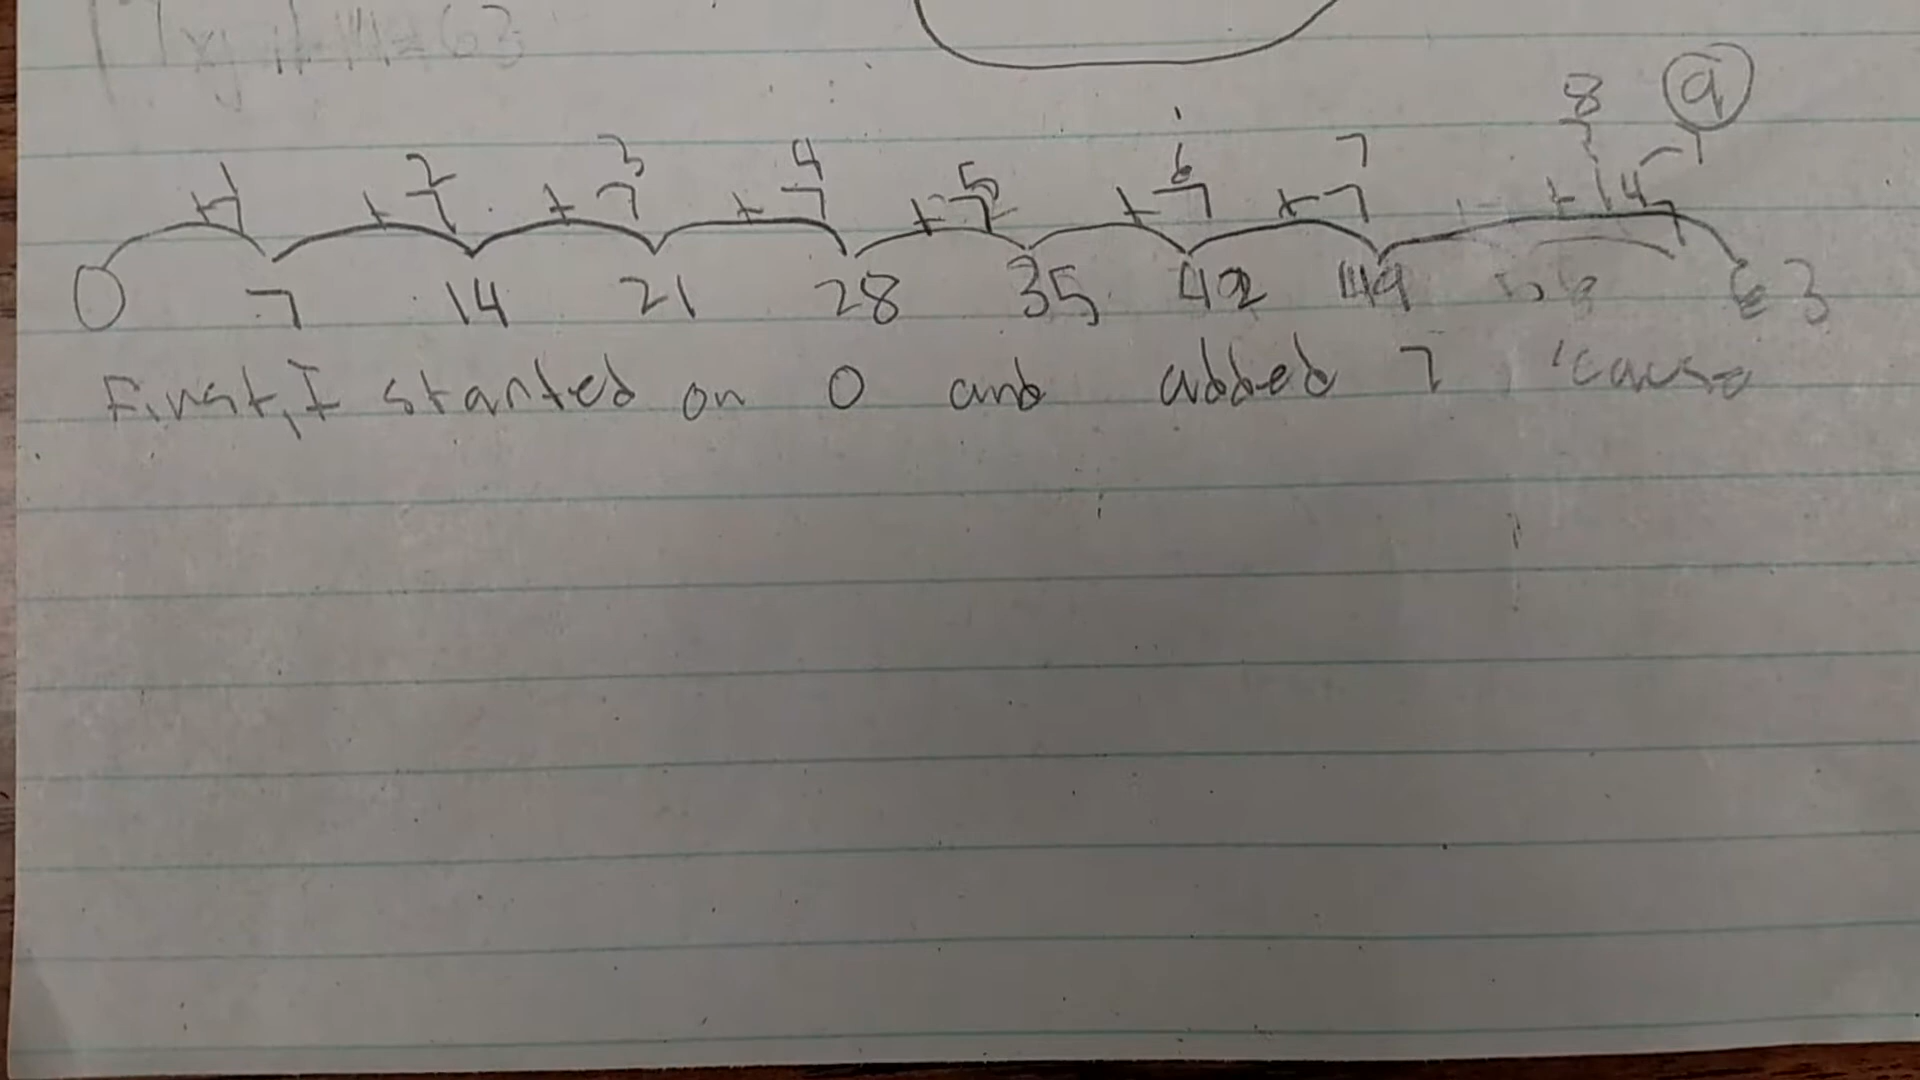 = 63
8 9
1 2 3 4 5 6 7
+7 +7 +7 +7 +7 +7 +7 +14
0 7 14 21 28 35 42 49 63
First, I started on 0 and added 7 'cause